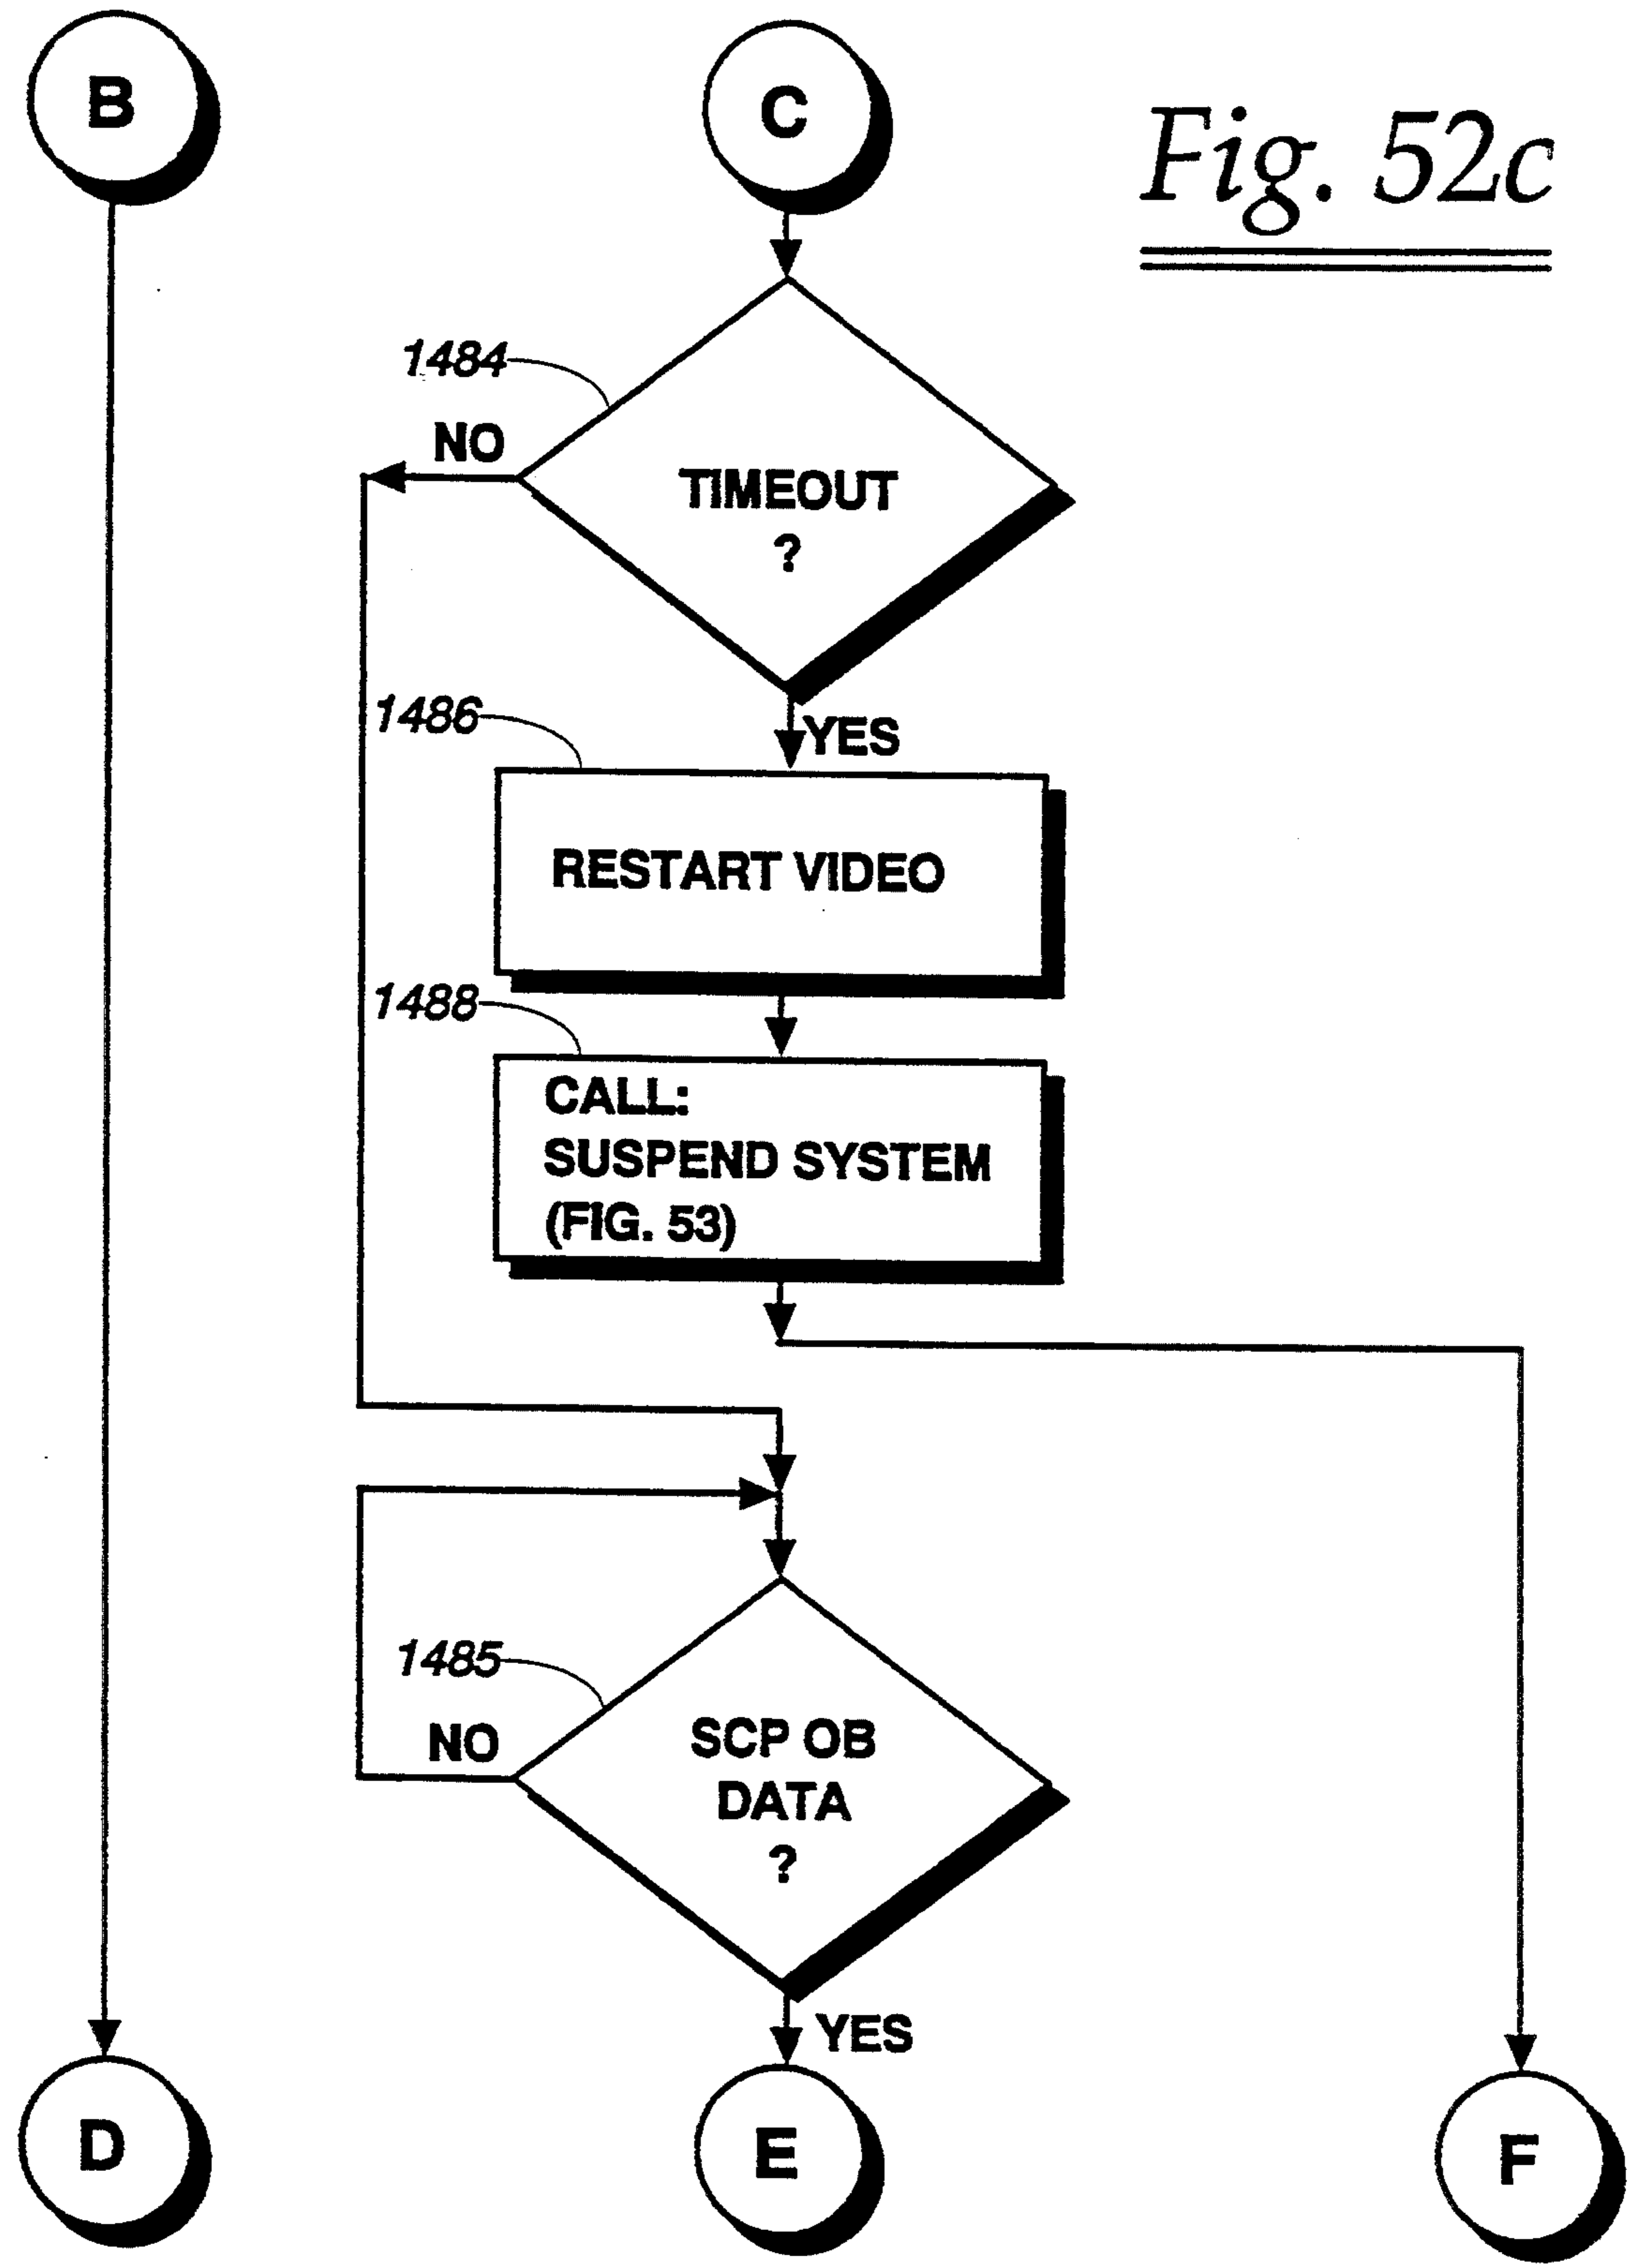 B
C
Fig. 52c
1484
NO
TIMEOUT
?
1486
YES
RESTART VIDEO
1488
CALL:
SUSPEND SYSTEM
(FIG. 53)
1485
NO
SCP OB
DATA
?
YES
D
E
F